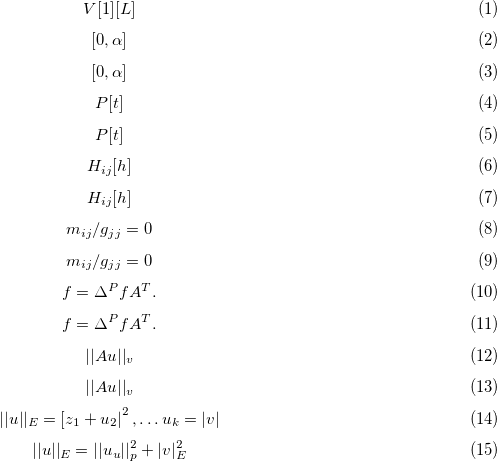 V[1][L] (1)
[0, α] (2)
[0, α] (3)
P[t] (4)
P[t] (5)
H_{ij}[h] (6)
H_{ij}[h] (7)
m_{ij}/g_{jj} = 0 (8)
m_{ij}/g_{jj} = 0 (9)
f = Δ^P f A^T. (10)
f = Δ^P f A^T. (11)
||Au||_v (12)
||Au||_v (13)
||u||_E = [z_1 + u_2|^2, … u_k = |v| (14)
||u||_E = ||u_u||_p^2 + |v|_E^2 (15)